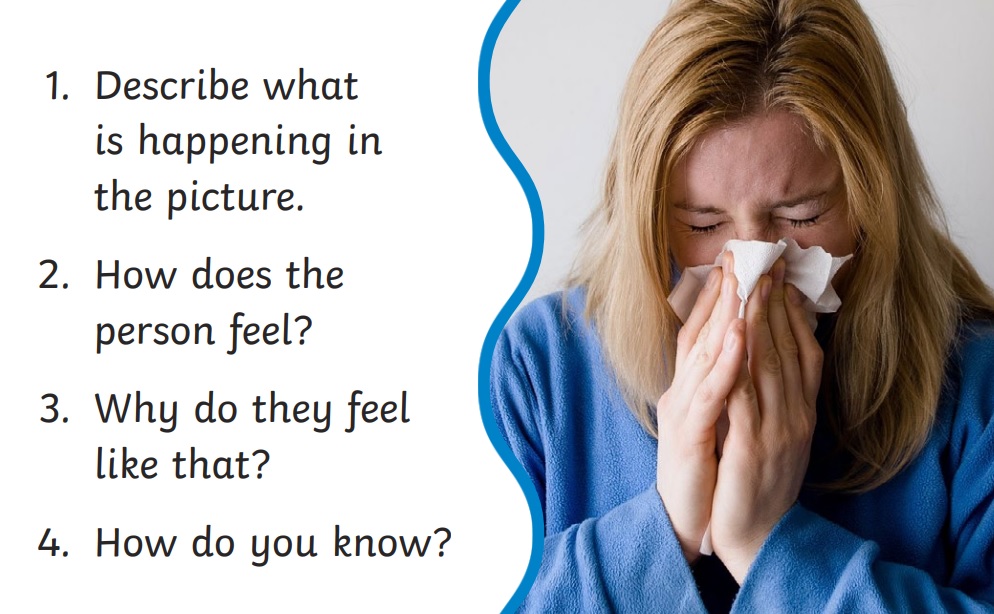 1. Describe what
is happening in
the picture.
2. How does the
person feel?
3. Why do they feel
like that?
4. How do you know?